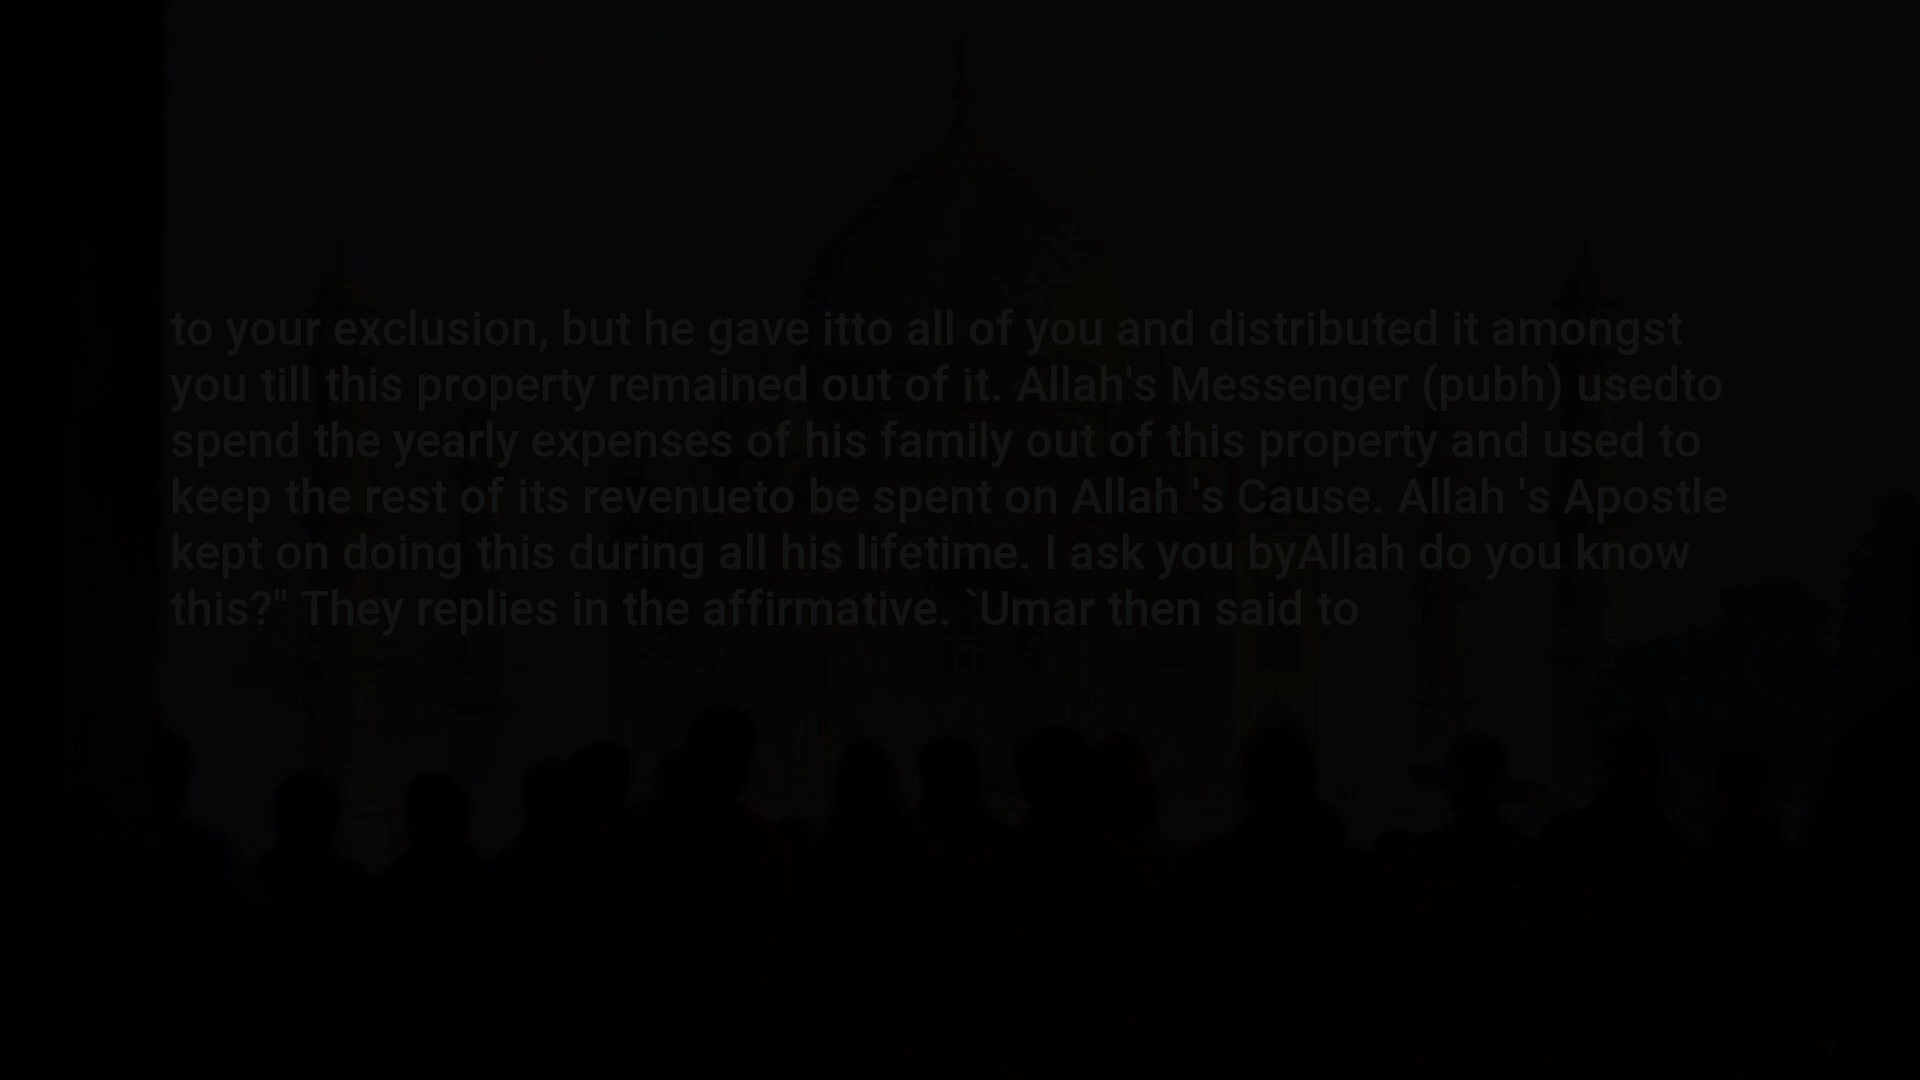 to your exclusion, but he gave itto all of you and distributed it amongst
you till this property remained out of it. Allah's Messenger (pubh) usedto
spend the yearly expenses of his family out of this property and used to
keep the rest of its revenueto be spent on Allah 's Cause. Allah 's Apostle
kept on doing this during all his lifetime. I ask you byAllah do you know
this?" They replies in the affirmative. `Umar then said to